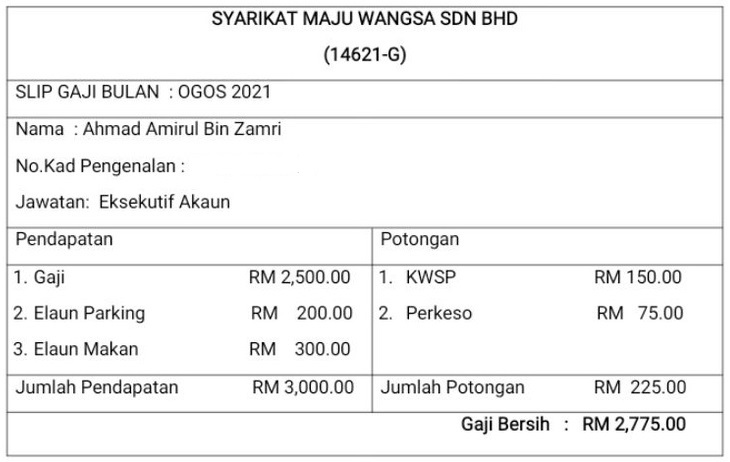 SYARIKAT MAJU WANGSA SDN BHD
(14621-G)
SLIP GAJI BULAN : OGOS 2021
Nama : Ahmad Amirul Bin Zamri
No.Kad Pengenalan :
Jawatan: Eksekutif Akaun
Pendapatan Potongan
1. Gaji RM 2,500.00 1. KWSP RM 150.00
2. Elaun Parking RM 200.00 2. Perkeso RM 75.00
3. Elaun Makan RM 300.00
Jumlah Pendapatan RM 3,000.00 Jumlah Potongan RM 225.00
Gaji Bersih : RM 2,775.00